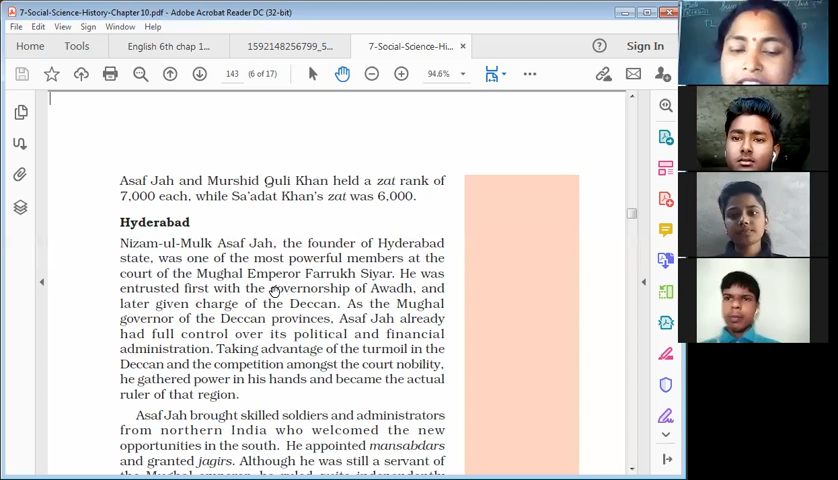 7-Social-Science-History-Chapter10.pdf - Adobe Acrobat Reader DC (32-bit)
File Edit View Sign Window Help
Home Tools English 6th chap 1... 1592148256799_5... 7-Social-Science-Hi... × Sign In
143 (6 of 17) 94.6%
Asaf Jah and Murshid Quli Khan held a zat rank of
7,000 each, while Sa'adat Khan's zat was 6,000.
Hyderabad
Nizam-ul-Mulk Asaf Jah, the founder of Hyderabad
state, was one of the most powerful members at the
court of the Mughal Emperor Farrukh Siyar. He was
entrusted first with the governorship of Awadh, and
later given charge of the Deccan. As the Mughal
governor of the Deccan provinces, Asaf Jah already
had full control over its political and financial
administration. Taking advantage of the turmoil in the
Deccan and the competition amongst the court nobility,
he gathered power in his hands and became the actual
ruler of that region.
Asaf Jah brought skilled soldiers and administrators
from northern India who welcomed the new
opportunities in the south. He appointed mansabdars
and granted jagirs. Although he was still a servant of
the Mughal emperor, he ruled quite independently